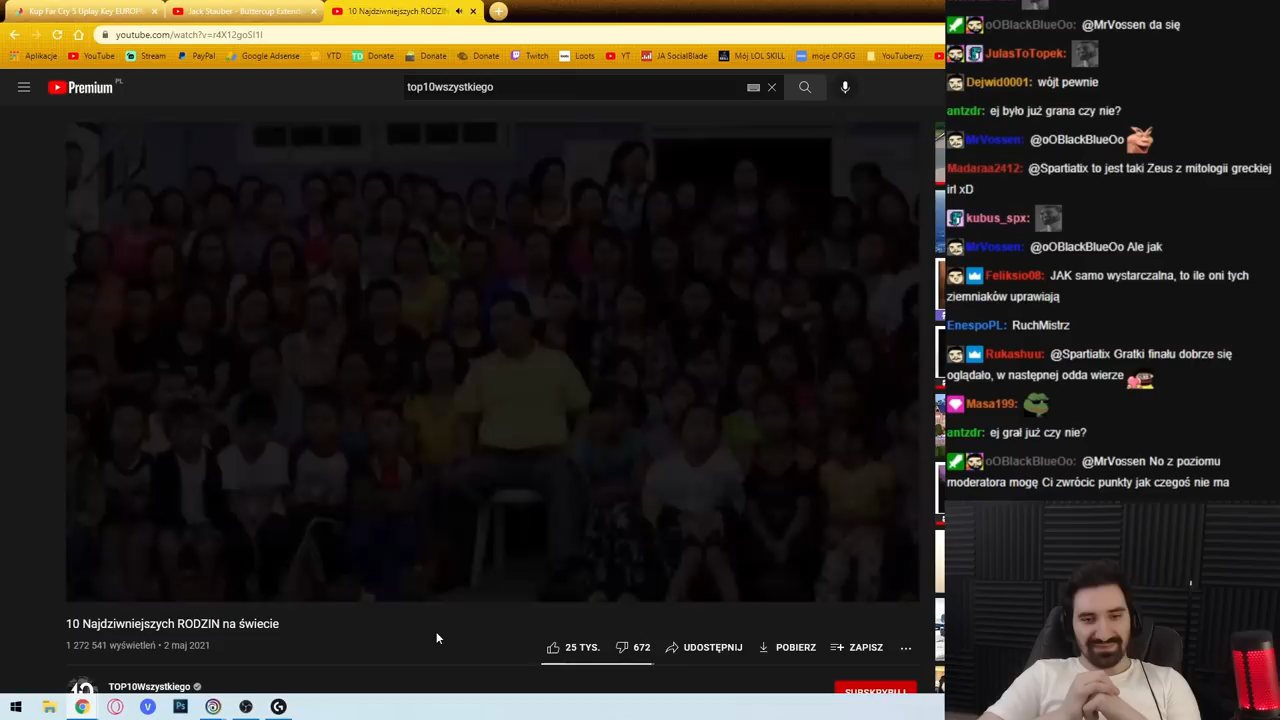 Kup Far Cry 5 Uplay Key EUROP
Jack Stauber - Buttercup Extend
10 Najdziwniejszych RODZIN
youtube.com/watch?v=r4X12goSI1I
Aplikacje YouTube Stream PayPal Google Adsense YTD Donate Donate Donate Twitch Loots YT JA SocialBlade Mój LOL SKILL moje OP.GG YouTuberzy
Premium PL
top10wszystkiego
10 Najdziwniejszych RODZIN na świecie
1 272 541 wyświetleń • 2 maj 2021
25 TYS. 672 UDOSTĘPNIJ POBIERZ ZAPISZ
TOP10Wszystkiego
SUBSKRYBUJ
oOBlackBlueOo: @MrVossen da się
JulasToTopek:
Dejwid0001: wójt pewnie
antzdr: ej było już grana czy nie?
MrVossen: @oOBlackBlueOo
Madaraa2412: @Spartiatix to jest taki Zeus z mitologii greckiej
irl xD
kubus_spx:
MrVossen: @oOBlackBlueOo Ale jak
Feliksio08: JAK samo wystarczalna, to ile oni tych
ziemniaków uprawiają
EnespoPL: RuchMistrz
Rukashuu: @Spartiatix Gratki finału dobrze się
oglądało, w następnej odda wierze
Masa199:
antzdr: ej grał już czy nie?
oOBlackBlueOo: @MrVossen No z poziomu
moderatora mogę Ci zwrócic punkty jak czegoś nie ma